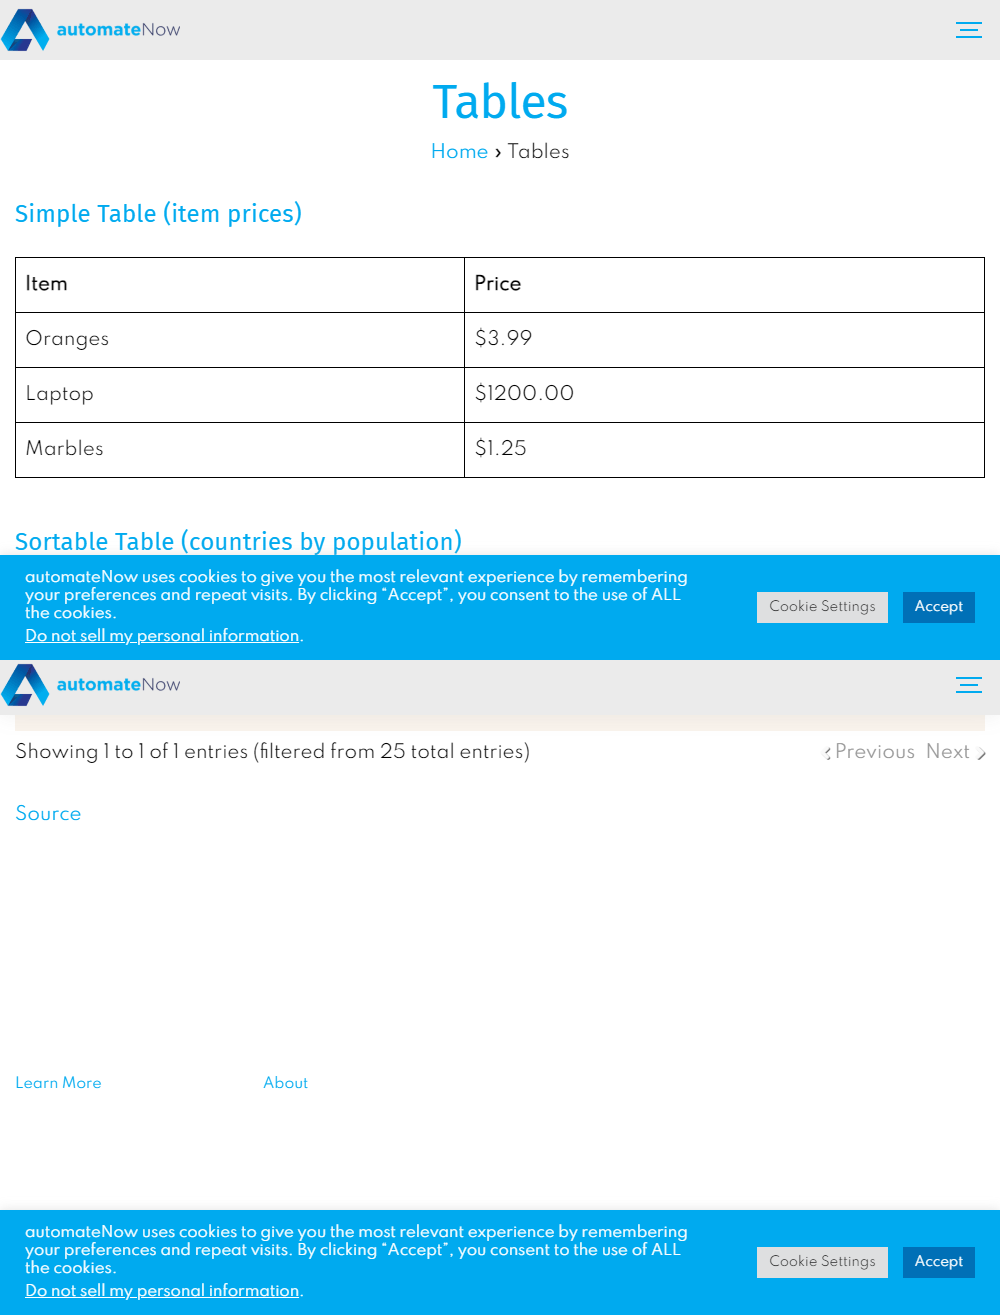 automateNow
Tables
Home › Tables
Simple Table (item prices)
Item Price
Oranges $3.99
Laptop $1200.00
Marbles $1.25
Sortable Table (countries by population)
automateNow uses cookies to give you the most relevant experience by remembering
your preferences and repeat visits. By clicking “Accept”, you consent to the use of ALL
the cookies.
Do not sell my personal information.
Cookie Settings Accept
automateNow
Showing 1 to 1 of 1 entries (filtered from 25 total entries) Previous Next
Source
Learn More About
automateNow uses cookies to give you the most relevant experience by remembering
your preferences and repeat visits. By clicking “Accept”, you consent to the use of ALL
the cookies.
Do not sell my personal information.
Cookie Settings Accept